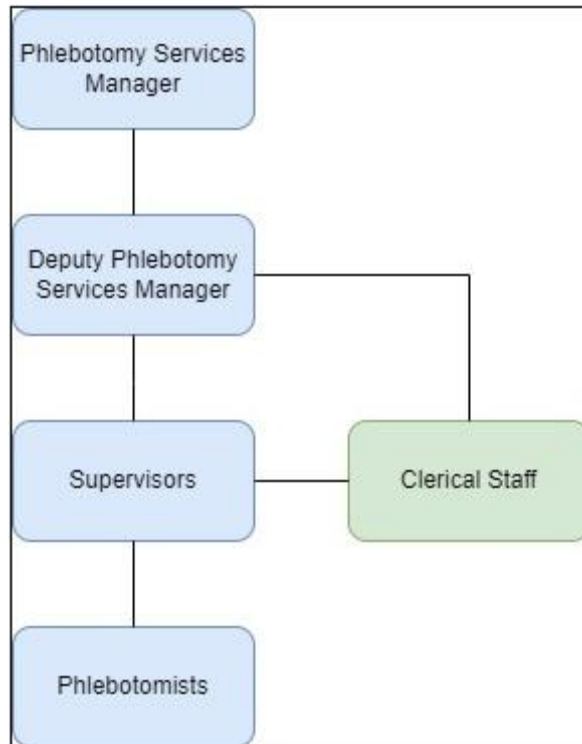 Phlebotomy Services
Manager
Deputy Phlebotomy
Services Manager
Supervisors
Clerical Staff
Phlebotomists